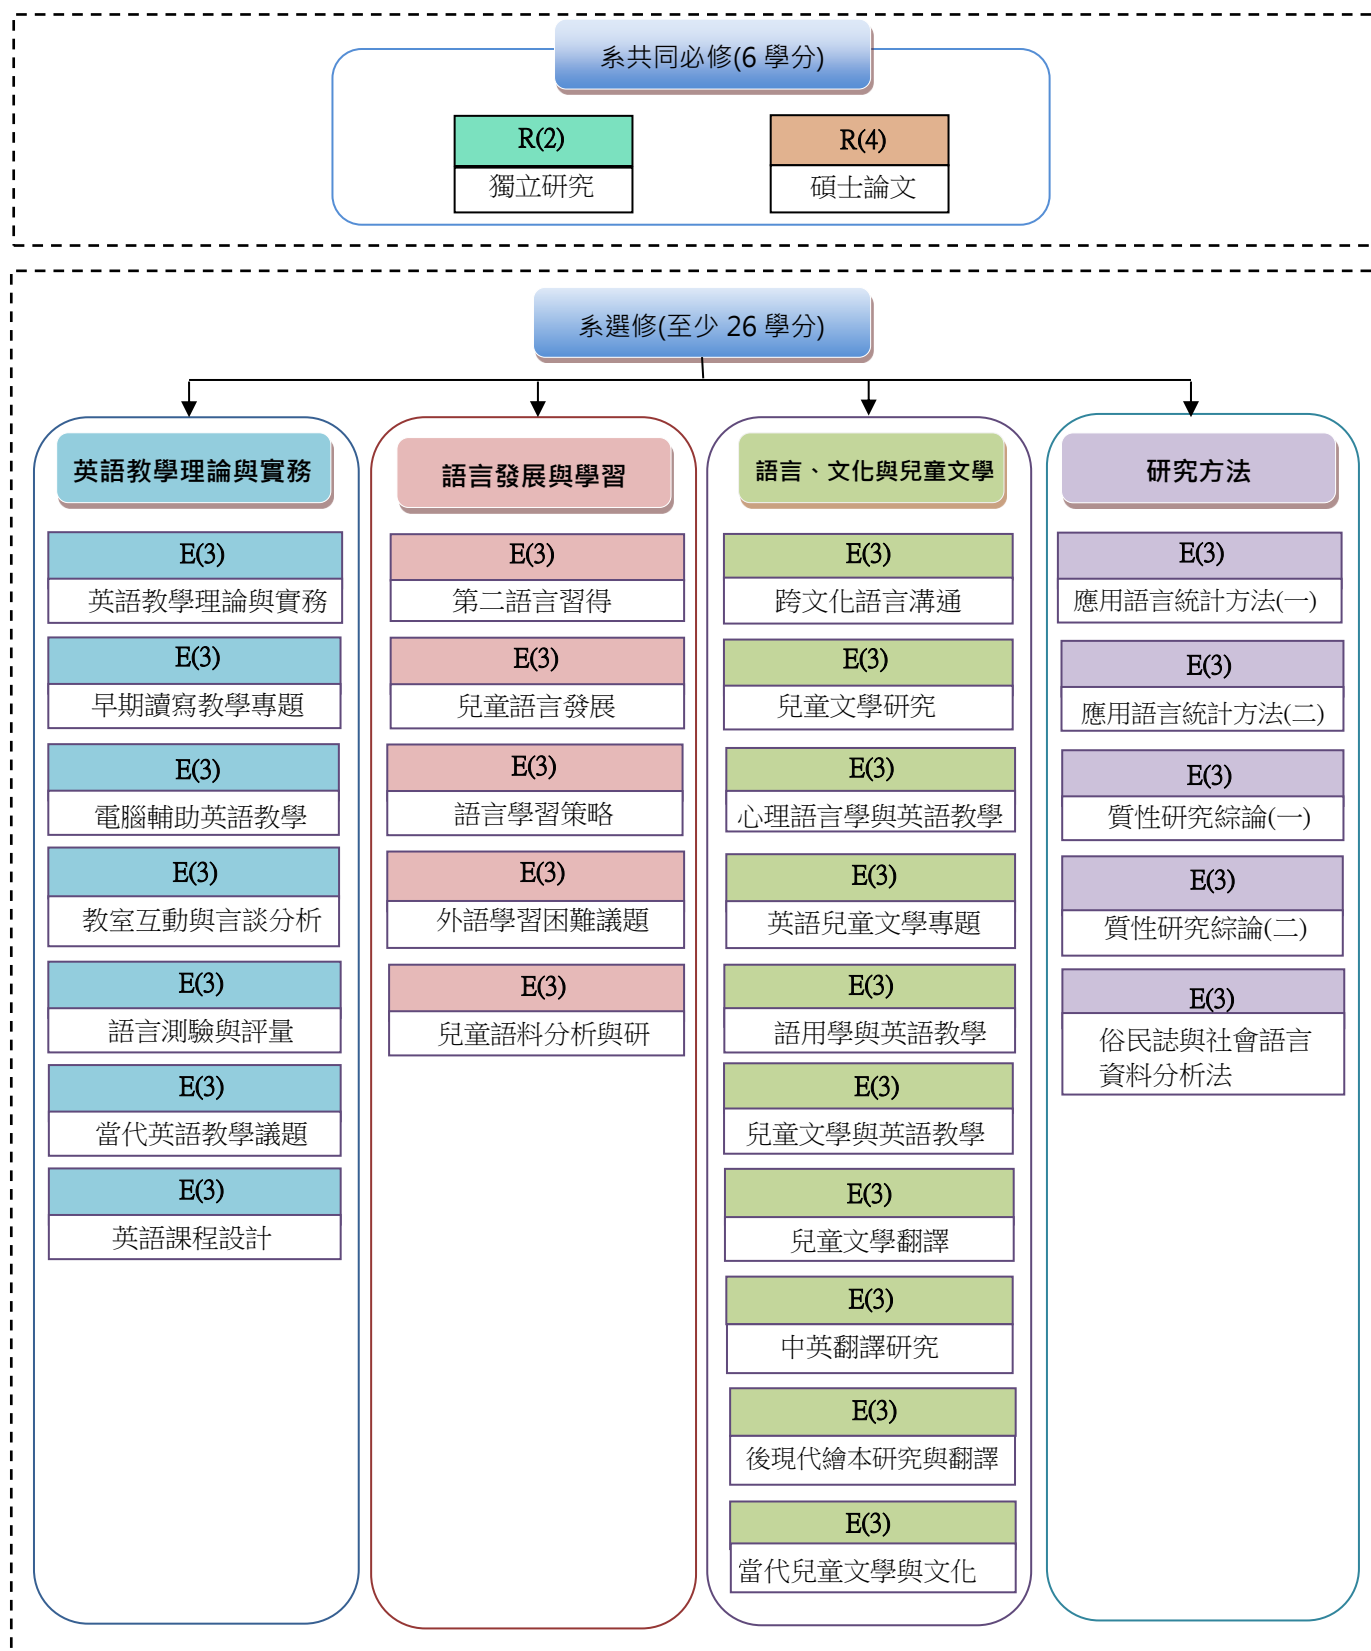 系共同必修(6 學分)
R(2)
獨立研究
R(4)
碩士論文
系選修(至少 26 學分)
英語教學理論與實務
E(3)
英語教學理論與實務
E(3)
早期讀寫教學專題
E(3)
電腦輔助英語教學
E(3)
教室互動與言談分析
E(3)
語言測驗與評量
E(3)
當代英語教學議題
E(3)
英語課程設計
語言發展與學習
E(3)
第二語言習得
E(3)
兒童語言發展
E(3)
語言學習策略
E(3)
外語學習困難議題
E(3)
兒童語料分析與研
語言、文化與兒童文學
E(3)
跨文化語言溝通
E(3)
兒童文學研究
E(3)
心理語言學與英語教學
E(3)
英語兒童文學專題
E(3)
語用學與英語教學
E(3)
兒童文學與英語教學
E(3)
兒童文學翻譯
E(3)
中英翻譯研究
E(3)
後現代繪本研究與翻譯
E(3)
當代兒童文學與文化
研究方法
E(3)
應用語言統計方法(一)
E(3)
應用語言統計方法(二)
E(3)
質性研究綜論(一)
E(3)
質性研究綜論(二)
E(3)
俗民誌與社會語言
資料分析法